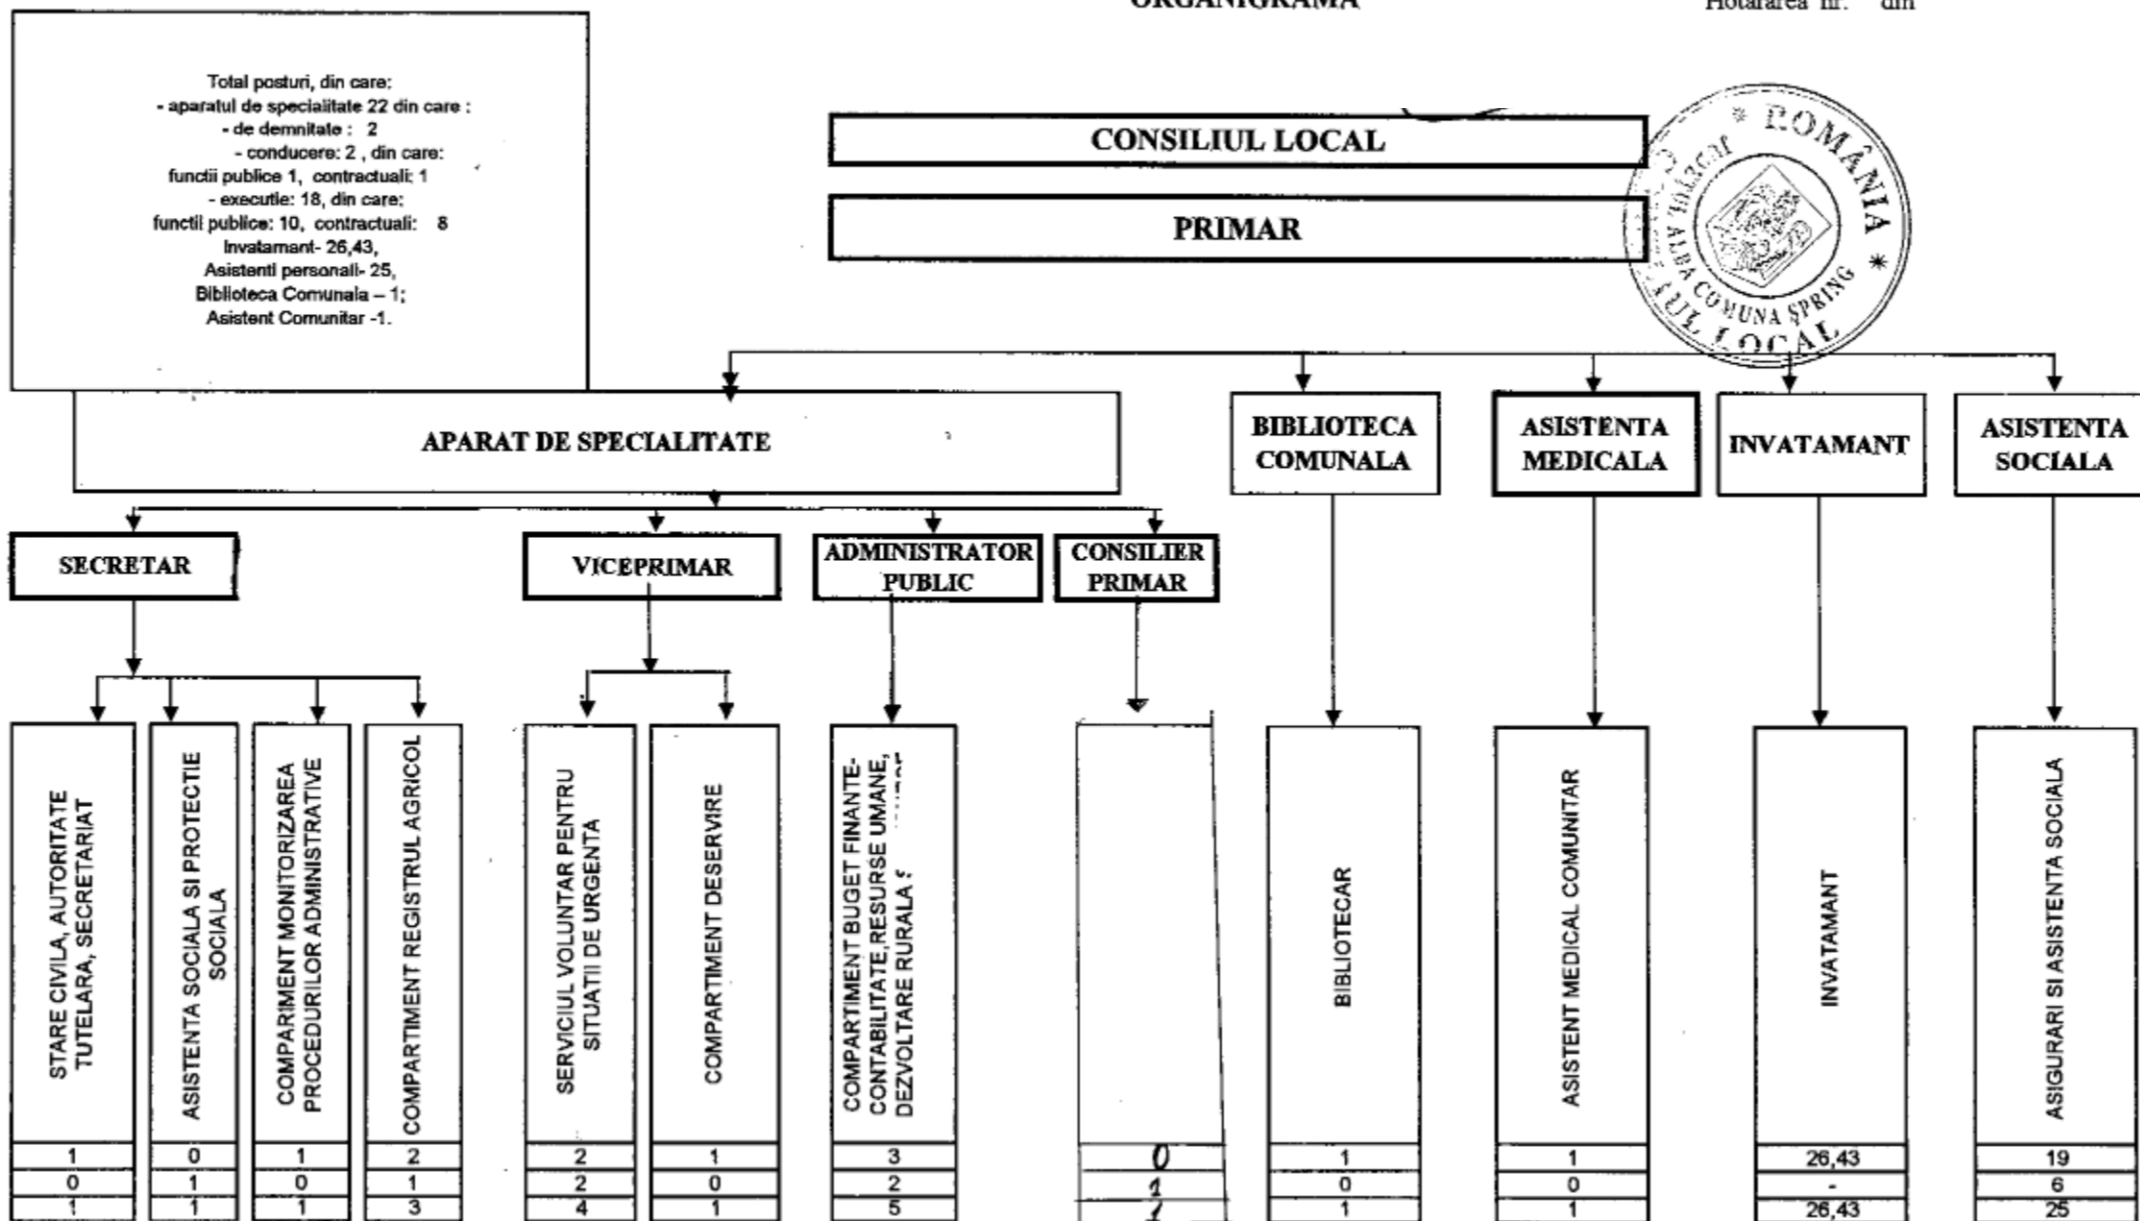 ORGANIGRAMA
Hotararea nr. din
Total posturi, din care:
- aparatul de specialitate 22 din care :
- de demnitate : 2
- conducere: 2 , din care:
functii publice 1, contractuali: 1
- executie: 18, din care:
functii publice: 10, contractuali: 8
Invatamant- 26,43,
Asistenti personali- 25,
Biblioteca Comunala – 1;
Asistent Comunitar -1.
CONSILIUL LOCAL
PRIMAR
* ROMÂNIA *
JUDEŢUL ALBA COMUNA ŞPRING
LOCAL
APARAT DE SPECIALITATE
BIBLIOTECA
COMUNALA
ASISTENTA
MEDICALA
INVATAMANT
ASISTENTA
SOCIALA
SECRETAR
VICEPRIMAR
ADMINISTRATOR
PUBLIC
CONSILIER
PRIMAR
STARE CIVILA, AUTORITATE
TUTELARA, SECRETARIAT
ASISTENTA SOCIALA SI PROTECTIE
SOCIALA
COMPARIMENT MONITORIZAREA
PROCEDURILOR ADMINISTRATIVE
COMPARTIMENT REGISTRUL AGRICOL
SERVICIUL VOLUNTAR PENTRU
SITUATII DE URGENTA
COMPARTIMENT DESERVIRE
COMPARTIMENT BUGET FINANTE-
CONTABILITATE,RESURSE UMANE,
DEZVOLTARE RURALA
BIBLIOTECAR
ASISTENT MEDICAL COMUNITAR
INVATAMANT
ASIGURARI SI ASISTENTA SOCIALA
1 0 1 2 2 1 3 0 1 1 26,43 19
0 1 0 1 2 0 2 1 0 0 - 6
1 1 1 3 4 1 5 1 1 1 26,43 25